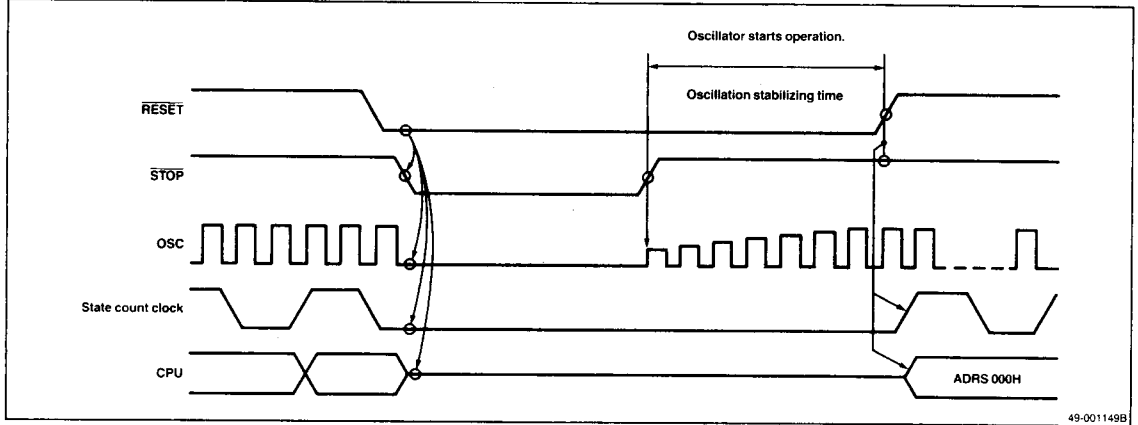 Oscillator starts operation.
Oscillation stabilizing time
RESET
STOP
OSC
State count clock
CPU
ADRS 000H
49-001149B